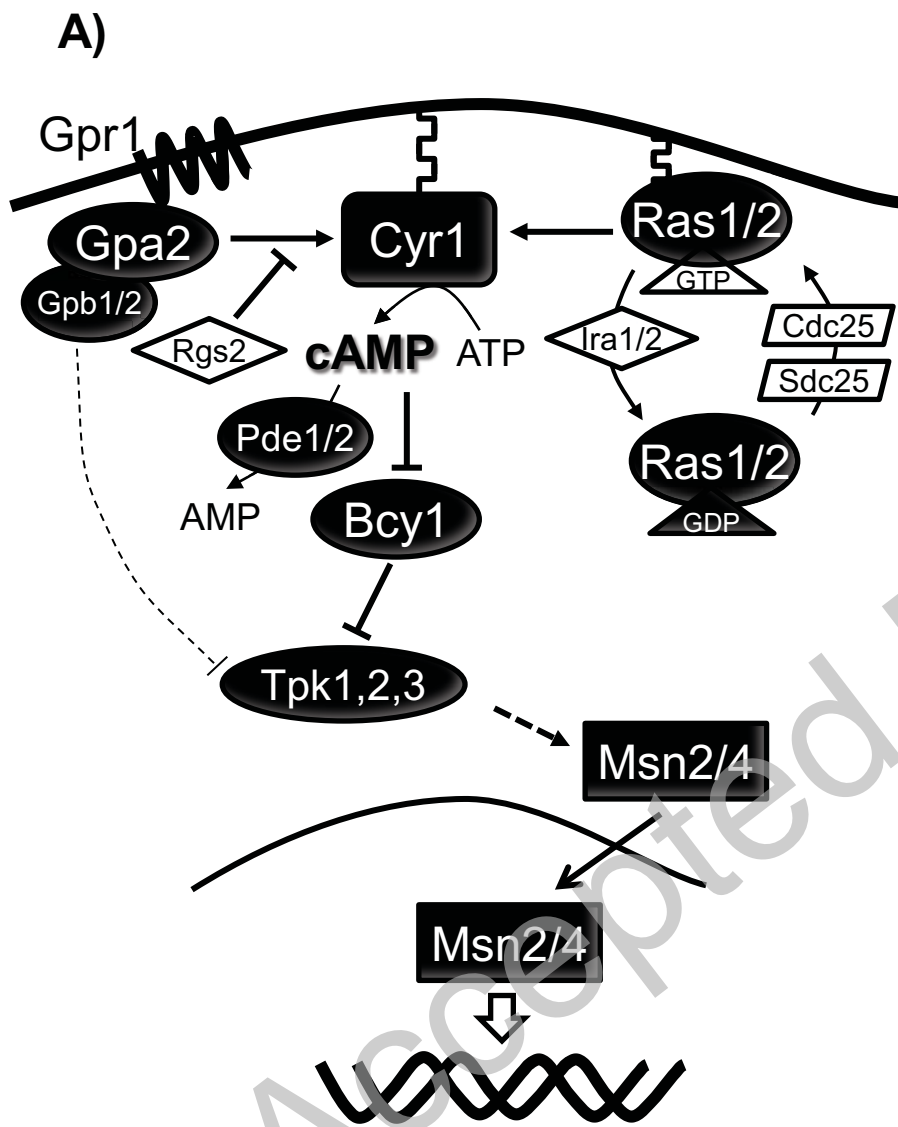 A)
Gpr1
Gpa2
Cyr1
Ras1/2
GTP
Gpb1/2
Rgs2
cAMP
ATP
Ira1/2
Cdc25
Sdc25
Pde1/2
Ras1/2
GDP
AMP
Bcy1
Tpk1,2,3
Msn2/4
Msn2/4
Accepted